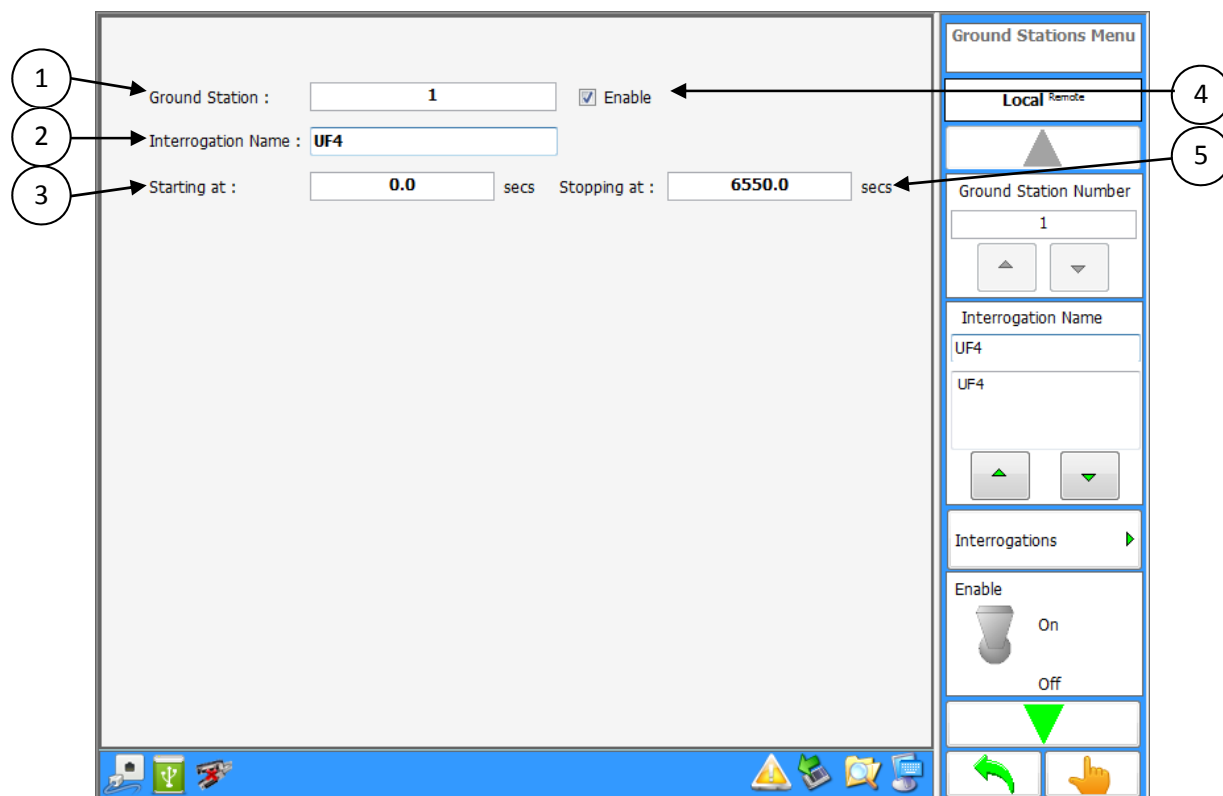 1
Ground Station :
1
Enable
4
2
Interrogation Name :
UF4
3
Starting at :
0.0
secs
Stopping at :
6550.0
secs
5
Ground Stations Menu
Local Remote
Ground Station Number
1
Interrogation Name
UF4
UF4
Interrogations
Enable
On
Off